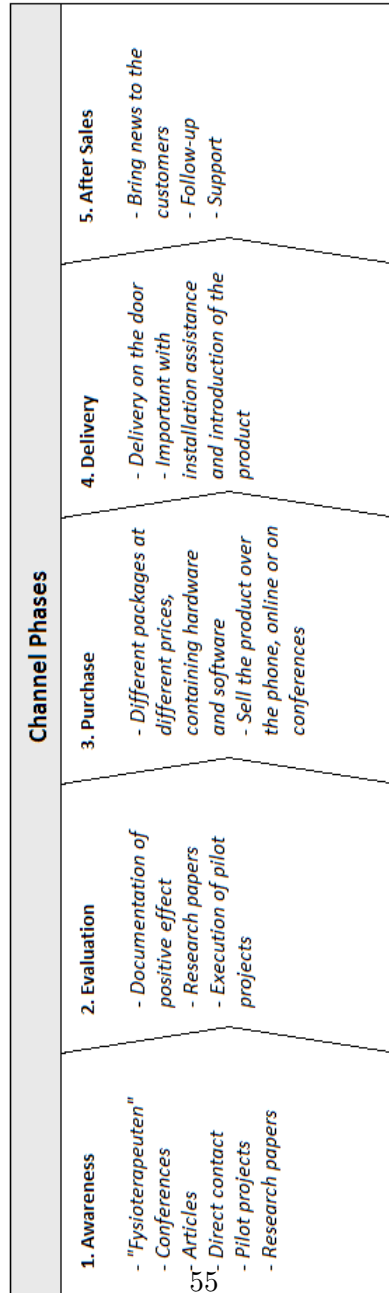 Channel Phases
1. Awareness
- "Fysioterapeuten"
- Conferences
- Articles
- Direct contact
- Pilot projects
- Research papers
2. Evaluation
- Documentation of
positive effect
- Research papers
- Execution of pilot
projects
3. Purchase
- Different packages at
different prices,
containing hardware
and software
- Sell the product over
the phone, online or on
conferences
4. Delivery
- Delivery on the door
- Important with
installation assistance
and introduction of the
product
5. After Sales
- Bring news to the
customers
- Follow-up
- Support
55